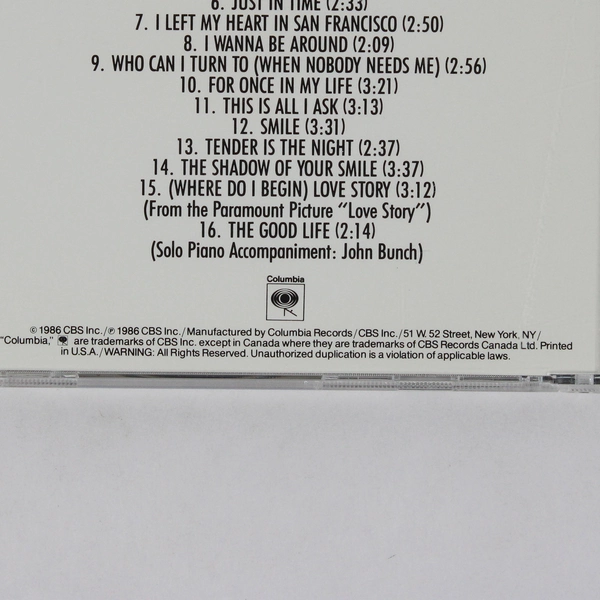 6. JUST IN TIME (2:33)
7. I LEFT MY HEART IN SAN FRANCISCO (2:50)
8. I WANNA BE AROUND (2:09)
9. WHO CAN I TURN TO (WHEN NOBODY NEEDS ME) (2:56)
10. FOR ONCE IN MY LIFE (3:21)
11. THIS IS ALL I ASK (3:13)
12. SMILE (3:31)
13. TENDER IS THE NIGHT (2:37)
14. THE SHADOW OF YOUR SMILE (3:37)
15. (WHERE DO I BEGIN) LOVE STORY (3:12)
(From the Paramount Picture “Love Story”)
16. THE GOOD LIFE (2:14)
(Solo Piano Accompaniment: John Bunch)
Columbia
© 1986 CBS Inc./℗ 1986 CBS Inc./Manufactured by Columbia Records/CBS Inc./51 W. 52 Street, New York, NY/
“Columbia,” are trademarks of CBS Inc. except in Canada where they are trademarks of CBS Records Canada Ltd. Printed
in U.S.A./WARNING: All Rights Reserved. Unauthorized duplication is a violation of applicable laws.